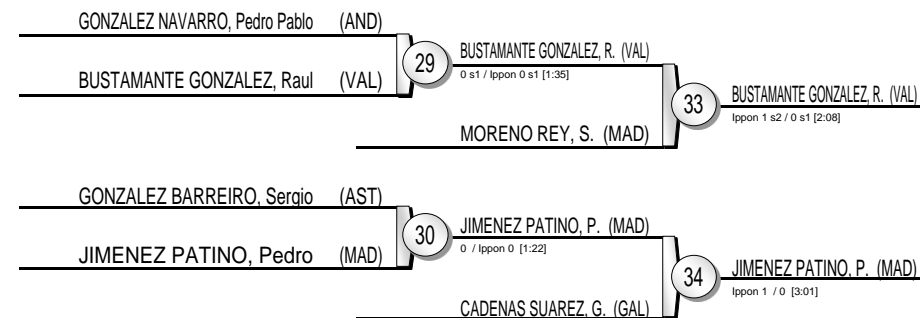 GONZALEZ NAVARRO, Pedro Pablo (AND)
29
BUSTAMANTE GONZALEZ, R. (VAL)
0 s1 / Ippon 0 s1 [1:35]
BUSTAMANTE GONZALEZ, Raul (VAL)
33
BUSTAMANTE GONZALEZ, R. (VAL)
Ippon 1 s2 / 0 s1 [2:08]
MORENO REY, S. (MAD)
GONZALEZ BARREIRO, Sergio (AST)
30
JIMENEZ PATINO, P. (MAD)
0 / Ippon 0 [1:22]
JIMENEZ PATINO, Pedro (MAD)
34
JIMENEZ PATINO, P. (MAD)
Ippon 1 / 0 [3:01]
CADENAS SUAREZ, G. (GAL)